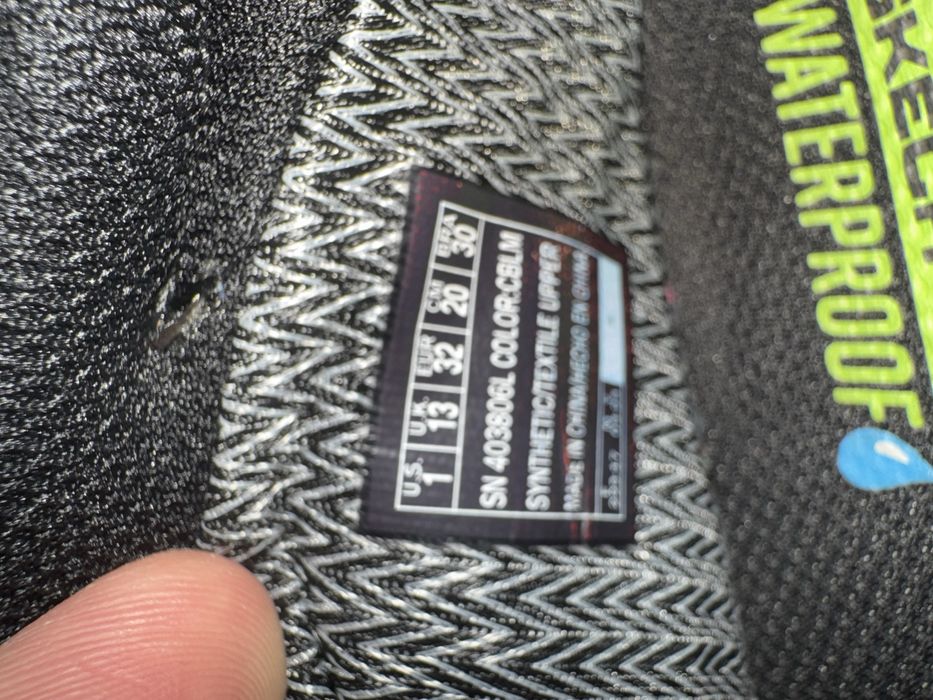 U.S. U.K. EUR CM BRA
1 13 32 20 30
SN 403806L COLOR:CBLM
SYNTHETIC/TEXTILE UPPER
MADE IN CHINA/HECHO EN CHINA
WATERPROOF